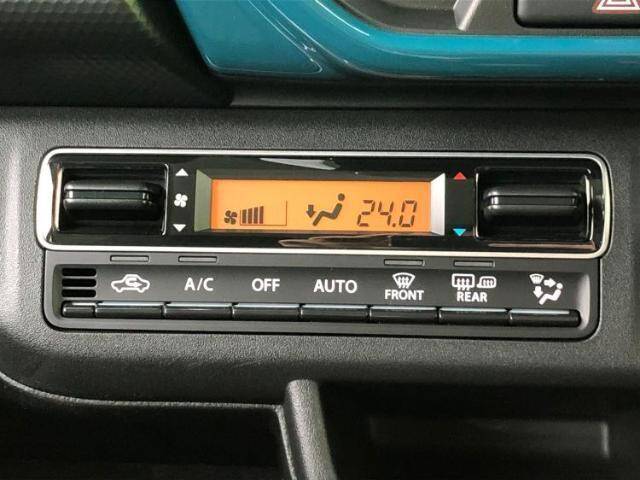 24.0
A/C OFF AUTO FRONT REAR